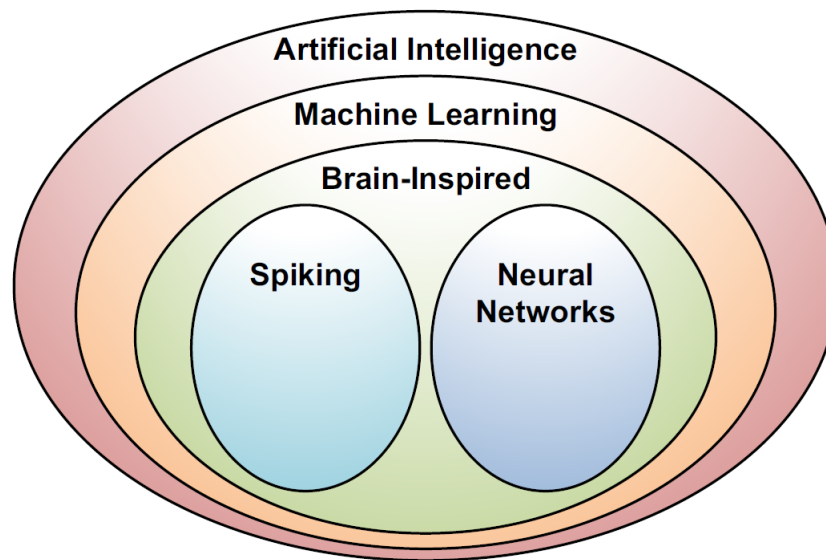 Artificial Intelligence
Machine Learning
Brain-Inspired
Spiking
Neural
Networks